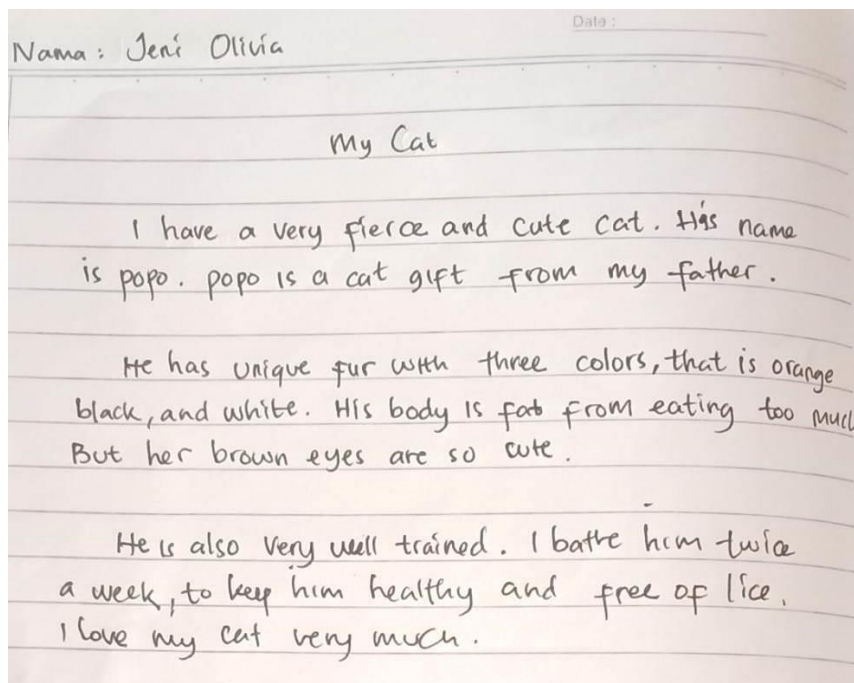 Date :
Nama : Jeni Olivia
My Cat
I have a very fierce and cute cat. His name
is popo. popo is a cat gift from my father.
He has unique fur with three colors, that is orange
black, and white. His body is fat from eating too much
But her brown eyes are so cute.
He is also very well trained. I bathe him twice
a week, to keep him healthy and free of lice.
I love my cat very much.